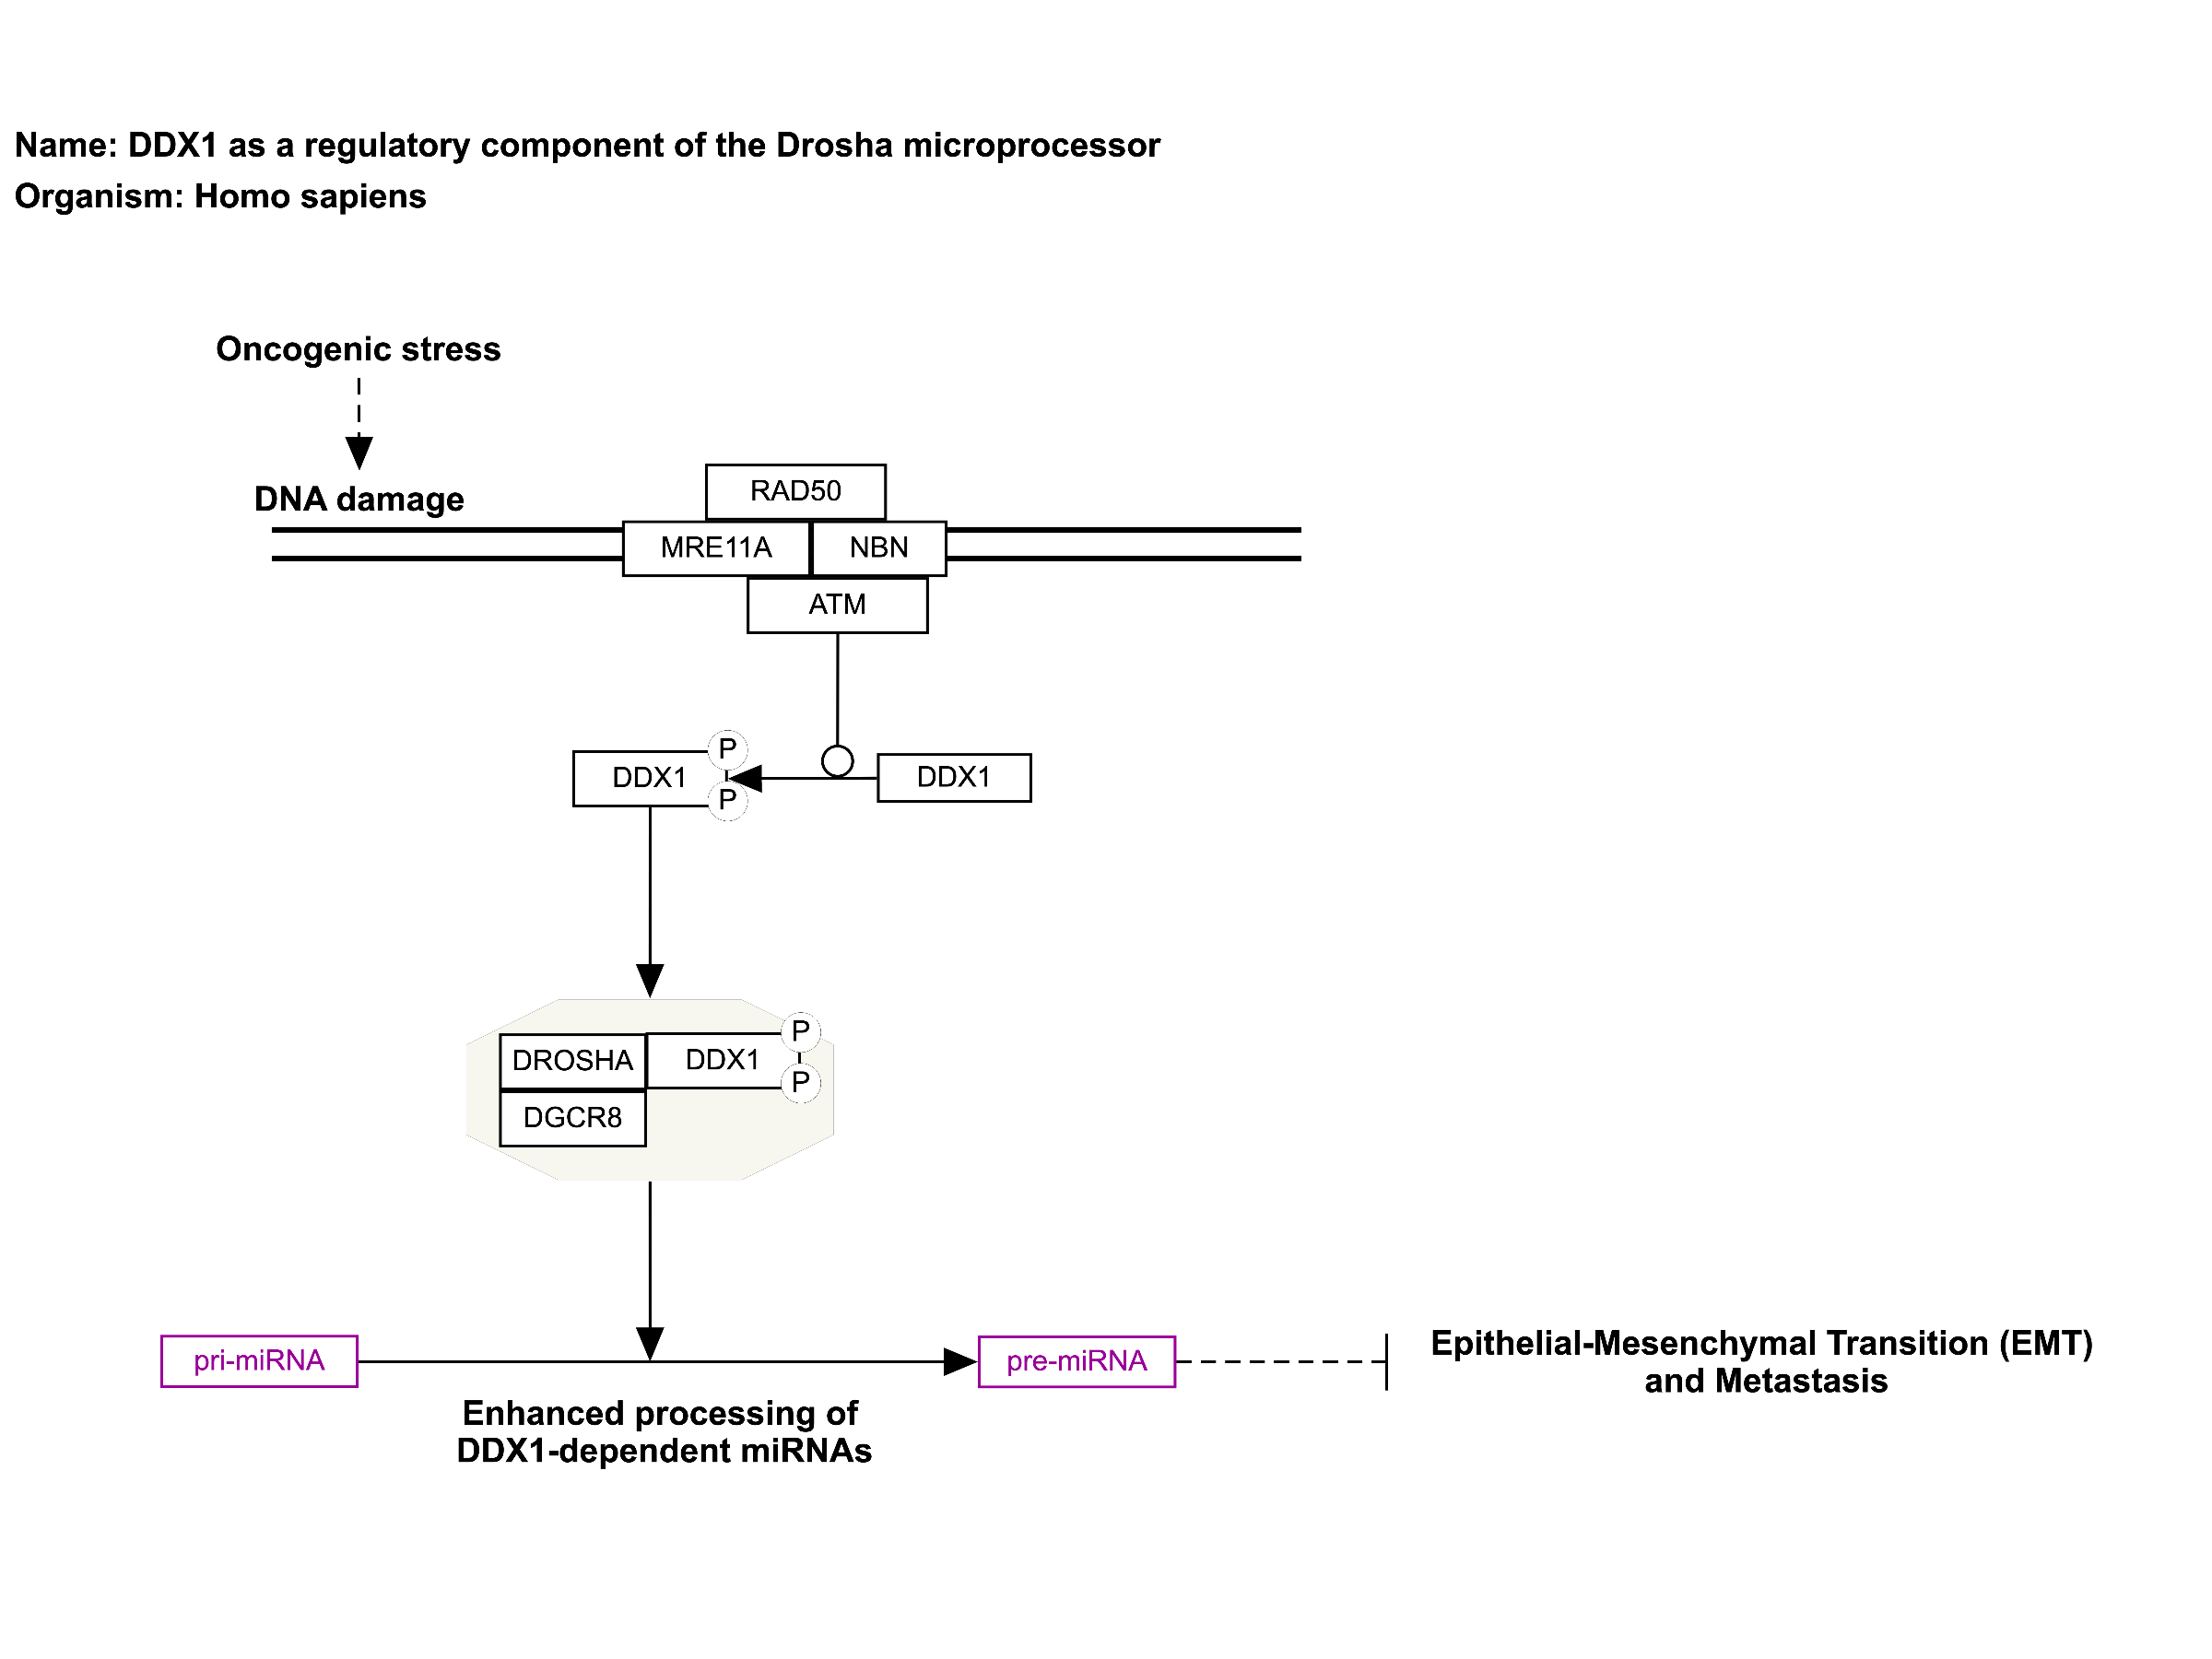 Name: DDX1 as a regulatory component of the Drosha microprocessor
Organism: Homo sapiens
Oncogenic stress
DNA damage
RAD50
MRE11A
NBN
ATM
P
DDX1
P
DDX1
P
DROSHA
DDX1
P
DGCR8
pri-miRNA
pre-miRNA
Epithelial-Mesenchymal Transition (EMT)
and Metastasis
Enhanced processing of
DDX1-dependent miRNAs